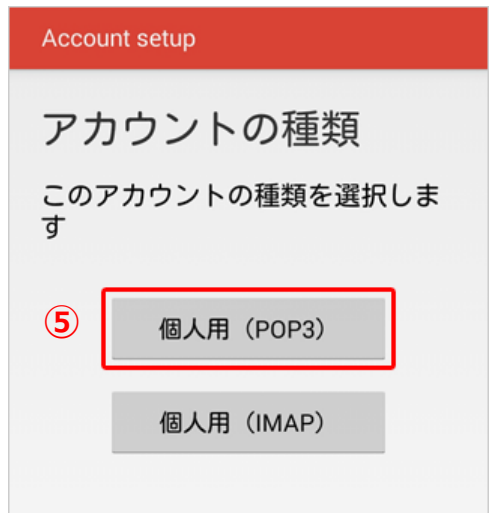 Account setup
アカウントの種類
このアカウントの種類を選択しま
す
⑤ 個人用（POP3）
個人用（IMAP）